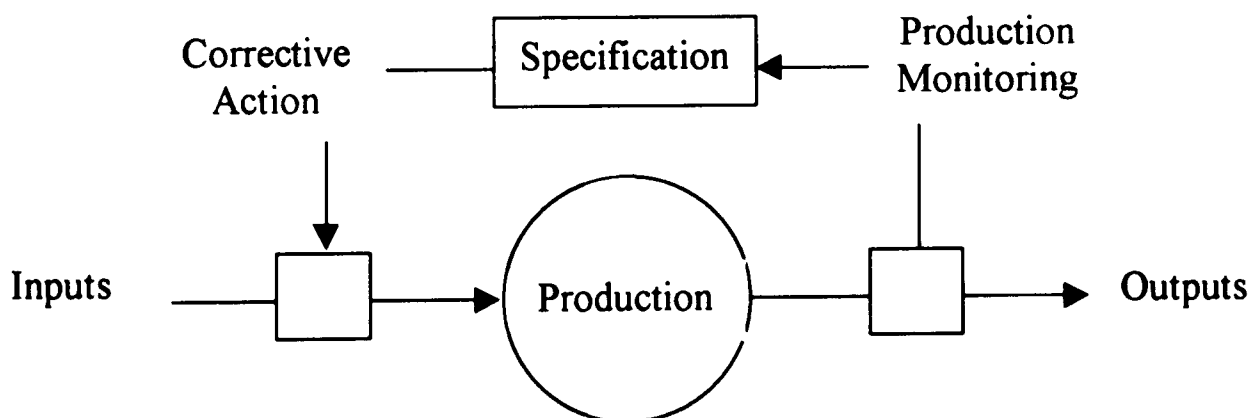 Corrective
Action
Specification
Production
Monitoring
Inputs
Production
Outputs